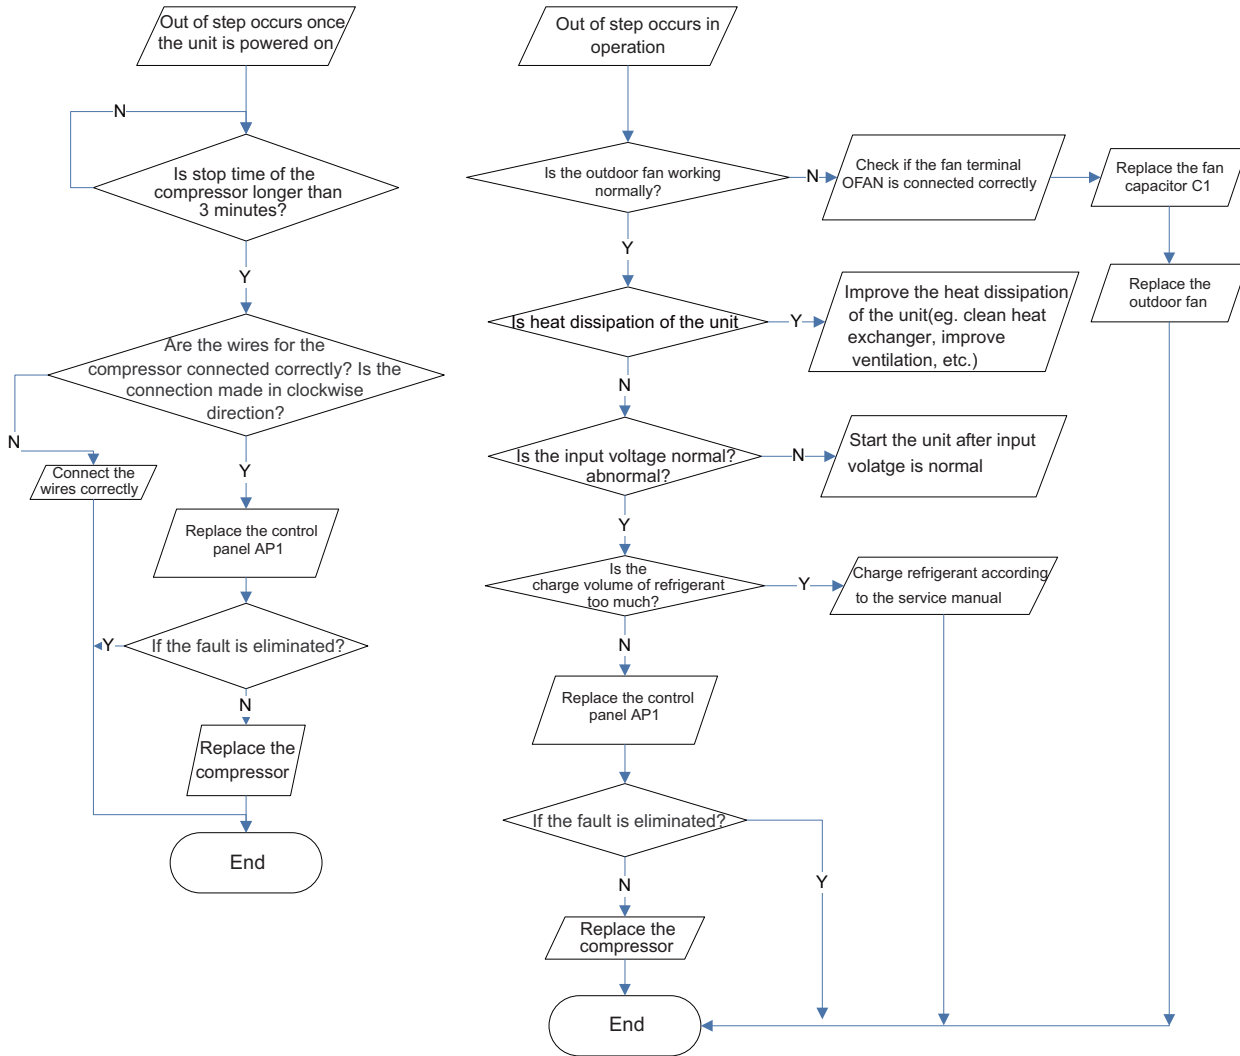 Out of step occurs once
the unit is powered on
N
Is stop time of the
compressor longer than
3 minutes?
Y
Are the wires for the
compressor connected correctly? Is the
connection made in clockwise
direction?
N
Connect the
wires correctly
Y
Replace the control
panel AP1
If the fault is eliminated?
Y
N
Replace the
compressor
End
Out of step occurs in
operation
Is the outdoor fan working
normally?
N
Check if the fan terminal
OFAN is connected correctly
Replace the fan
capacitor C1
Replace the
outdoor fan
Y
Is heat dissipation of the unit
Y
Improve the heat dissipation
of the unit(eg. clean heat
exchanger, improve
ventilation, etc.)
N
Is the input voltage normal?
abnormal?
N
Start the unit after input
volatge is normal
Y
Is the
charge volume of refrigerant
too much?
Y
Charge refrigerant according
to the service manual
N
Replace the control
panel AP1
If the fault is eliminated?
Y
N
Replace the
compressor
End